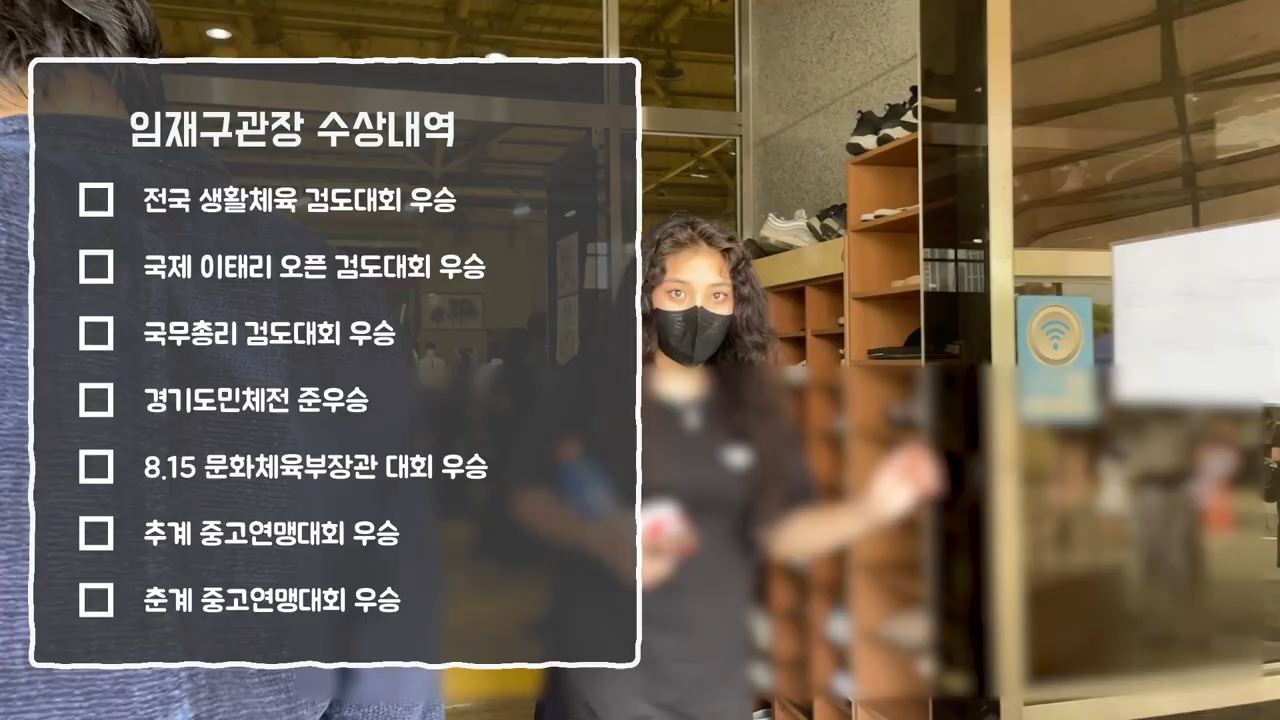 임재구관장 수상내역
전국 생활체육 검도대회 우승
국제 이태리 오픈 검도대회 우승
국무총리 검도대회 우승
경기도민체전 준우승
8.15 문화체육부장관 대회 우승
추계 중고연맹대회 우승
춘계 중고연맹대회 우승